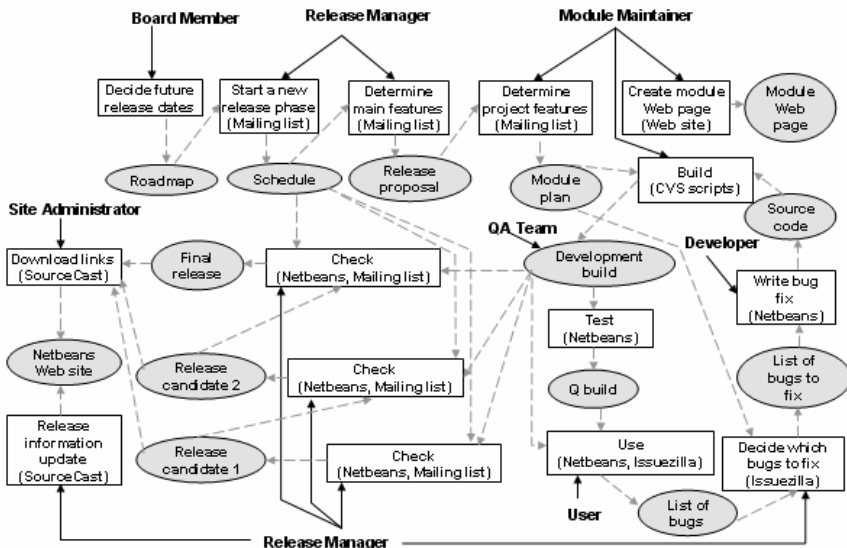 Board Member
Release Manager
Module Maintainer
Decide future
release dates
Start a new
release phase
(Mailing list)
Determine
main features
(Mailing list)
Determine
project features
(Mailing list)
Create module
Web page
(Web site)
Module
Web
page
Roadmap
Schedule
Release
proposal
Module
plan
Build
(CVS scripts)
Source
code
Site Administrator
QA Team
Developer
Download links
(SourceCast)
Final
release
Check
(Netbeans, Mailing list)
Development
build
Write bug
fix
(Netbeans)
Test
(Netbeans)
Netbeans
Web site
Release
candidate 2
Check
(Netbeans, Mailing list)
Q build
List of
bugs to
fix
Release
information
update
(SourceCast)
Release
candidate 1
Check
(Netbeans, Mailing list)
Use
(Netbeans, Issuezilla)
Decide which
bugs to fix
(Issuezilla)
User
List of
bugs
Release Manager